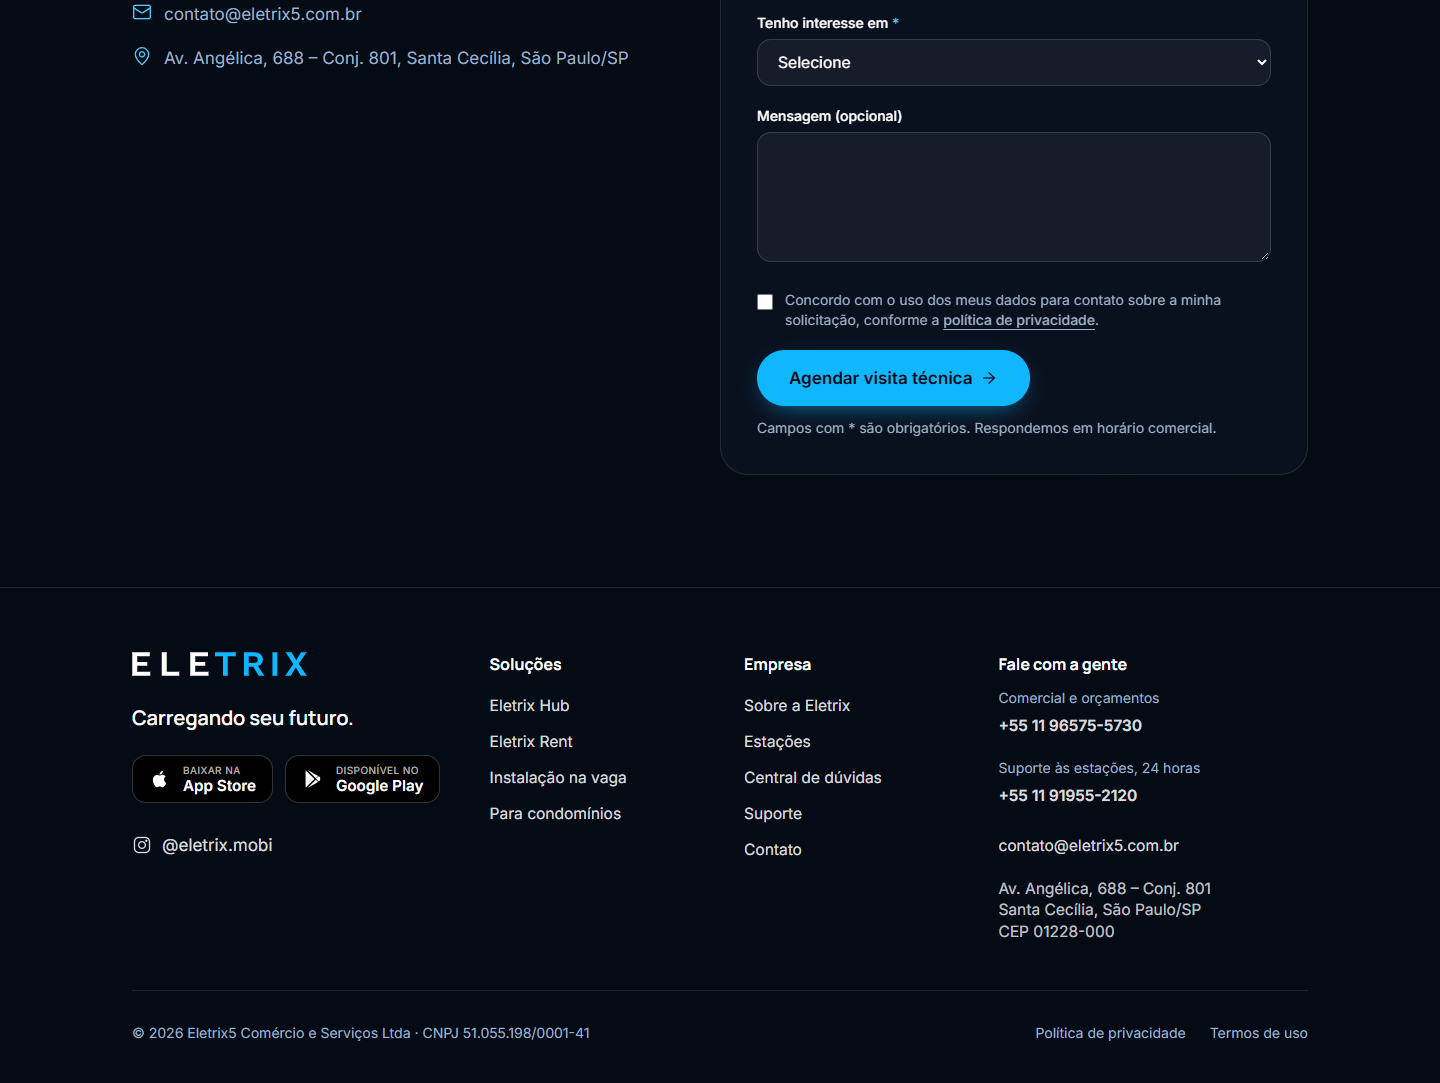 contato@eletrix5.com.br
Av. Angélica, 688 – Conj. 801, Santa Cecília, São Paulo/SP
Tenho interesse em *
Selecione
Mensagem (opcional)
Concordo com o uso dos meus dados para contato sobre a minha
solicitação, conforme a política de privacidade.
Agendar visita técnica
Campos com * são obrigatórios. Respondemos em horário comercial.
ELETRIX
Carregando seu futuro.
BAIXAR NA
App Store
DISPONÍVEL NO
Google Play
@eletrix.mobi
Soluções
Eletrix Hub
Eletrix Rent
Instalação na vaga
Para condomínios
Empresa
Sobre a Eletrix
Estações
Central de dúvidas
Suporte
Contato
Fale com a gente
Comercial e orçamentos
+55 11 96575-5730
Suporte às estações, 24 horas
+55 11 91955-2120
contato@eletrix5.com.br
Av. Angélica, 688 – Conj. 801
Santa Cecília, São Paulo/SP
CEP 01228-000
© 2026 Eletrix5 Comércio e Serviços Ltda · CNPJ 51.055.198/0001-41
Política de privacidade
Termos de uso